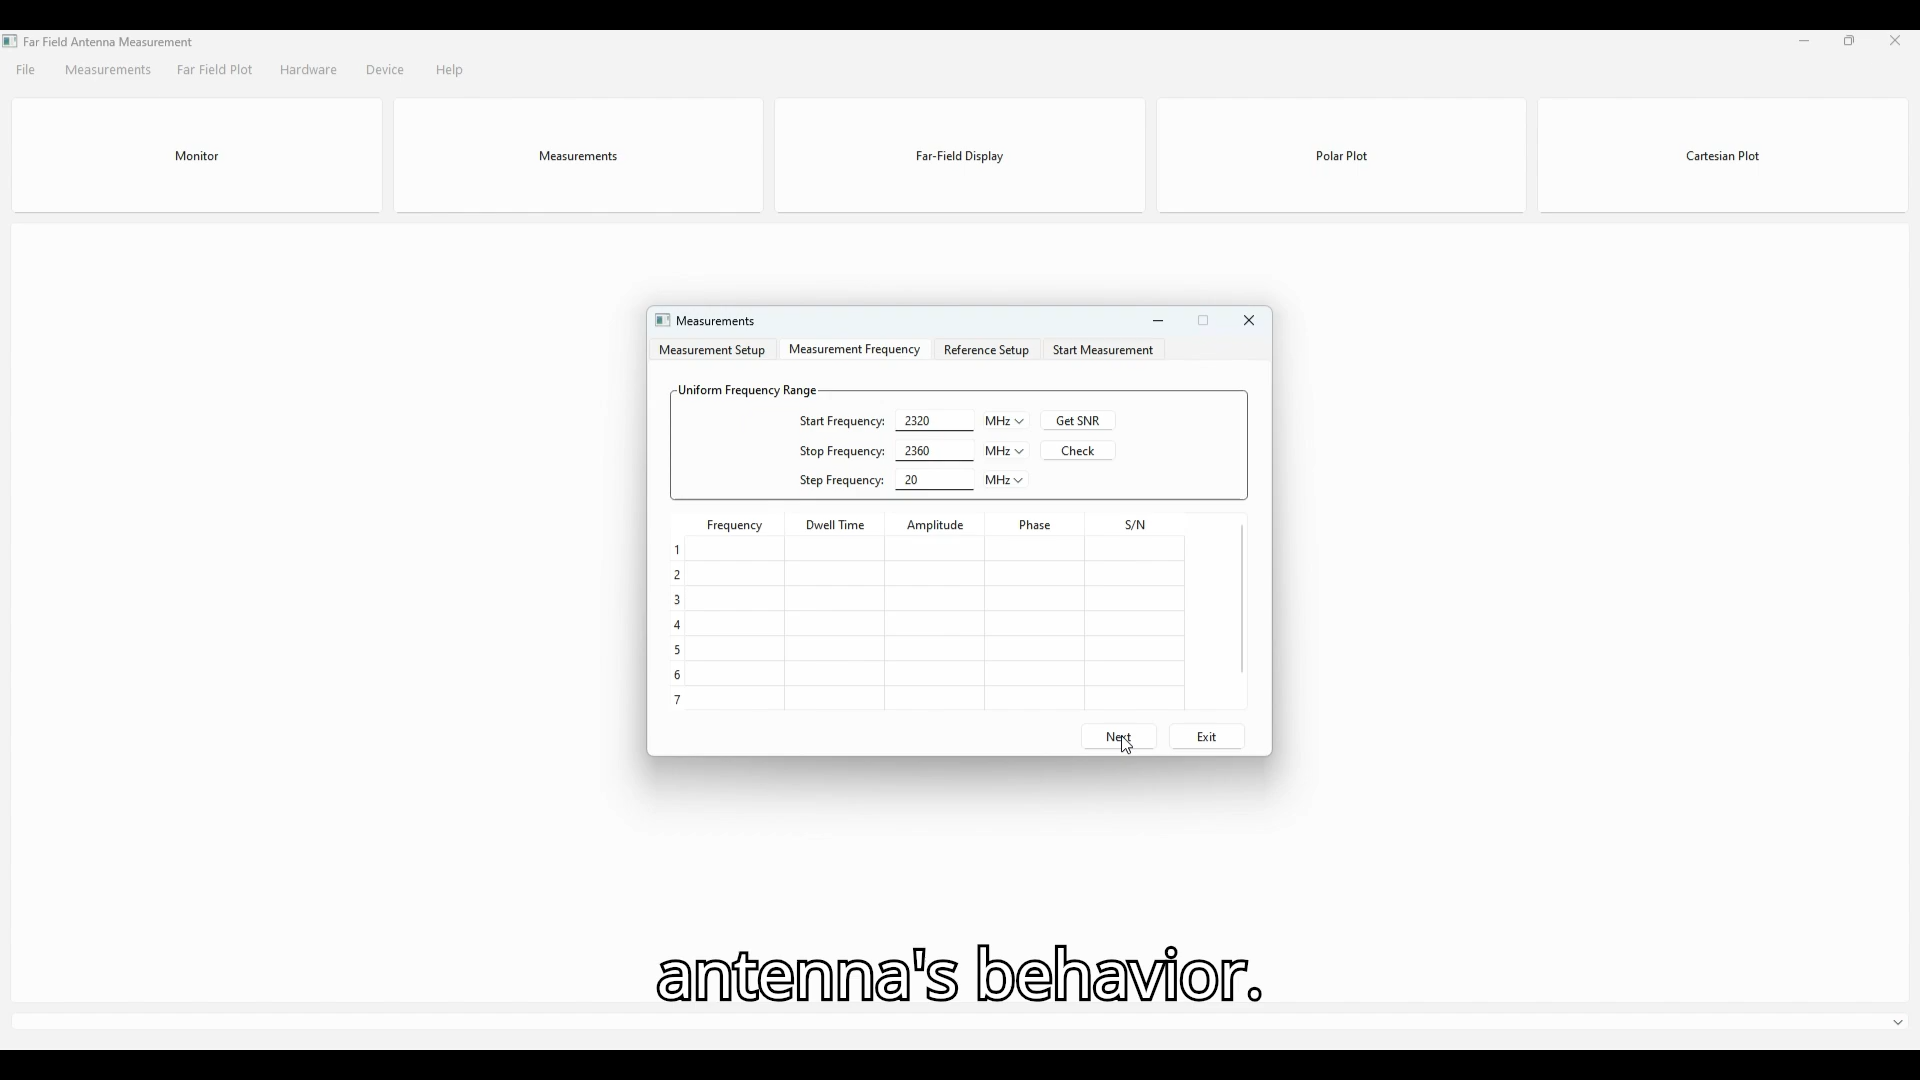 Far Field Antenna Measurement
File Measurements Far Field Plot Hardware Device Help
Monitor Measurements Far-Field Display Polar Plot Cartesian Plot
Measurements
Measurement Setup Measurement Frequency Reference Setup Start Measurement
Uniform Frequency Range
Start Frequency: 2320 MHz Get SNR
Stop Frequency: 2360 MHz Check
Step Frequency: 20 MHz
Frequency Dwell Time Amplitude Phase S/N
1
2
3
4
5
6
7
Next Exit
antenna's behavior.